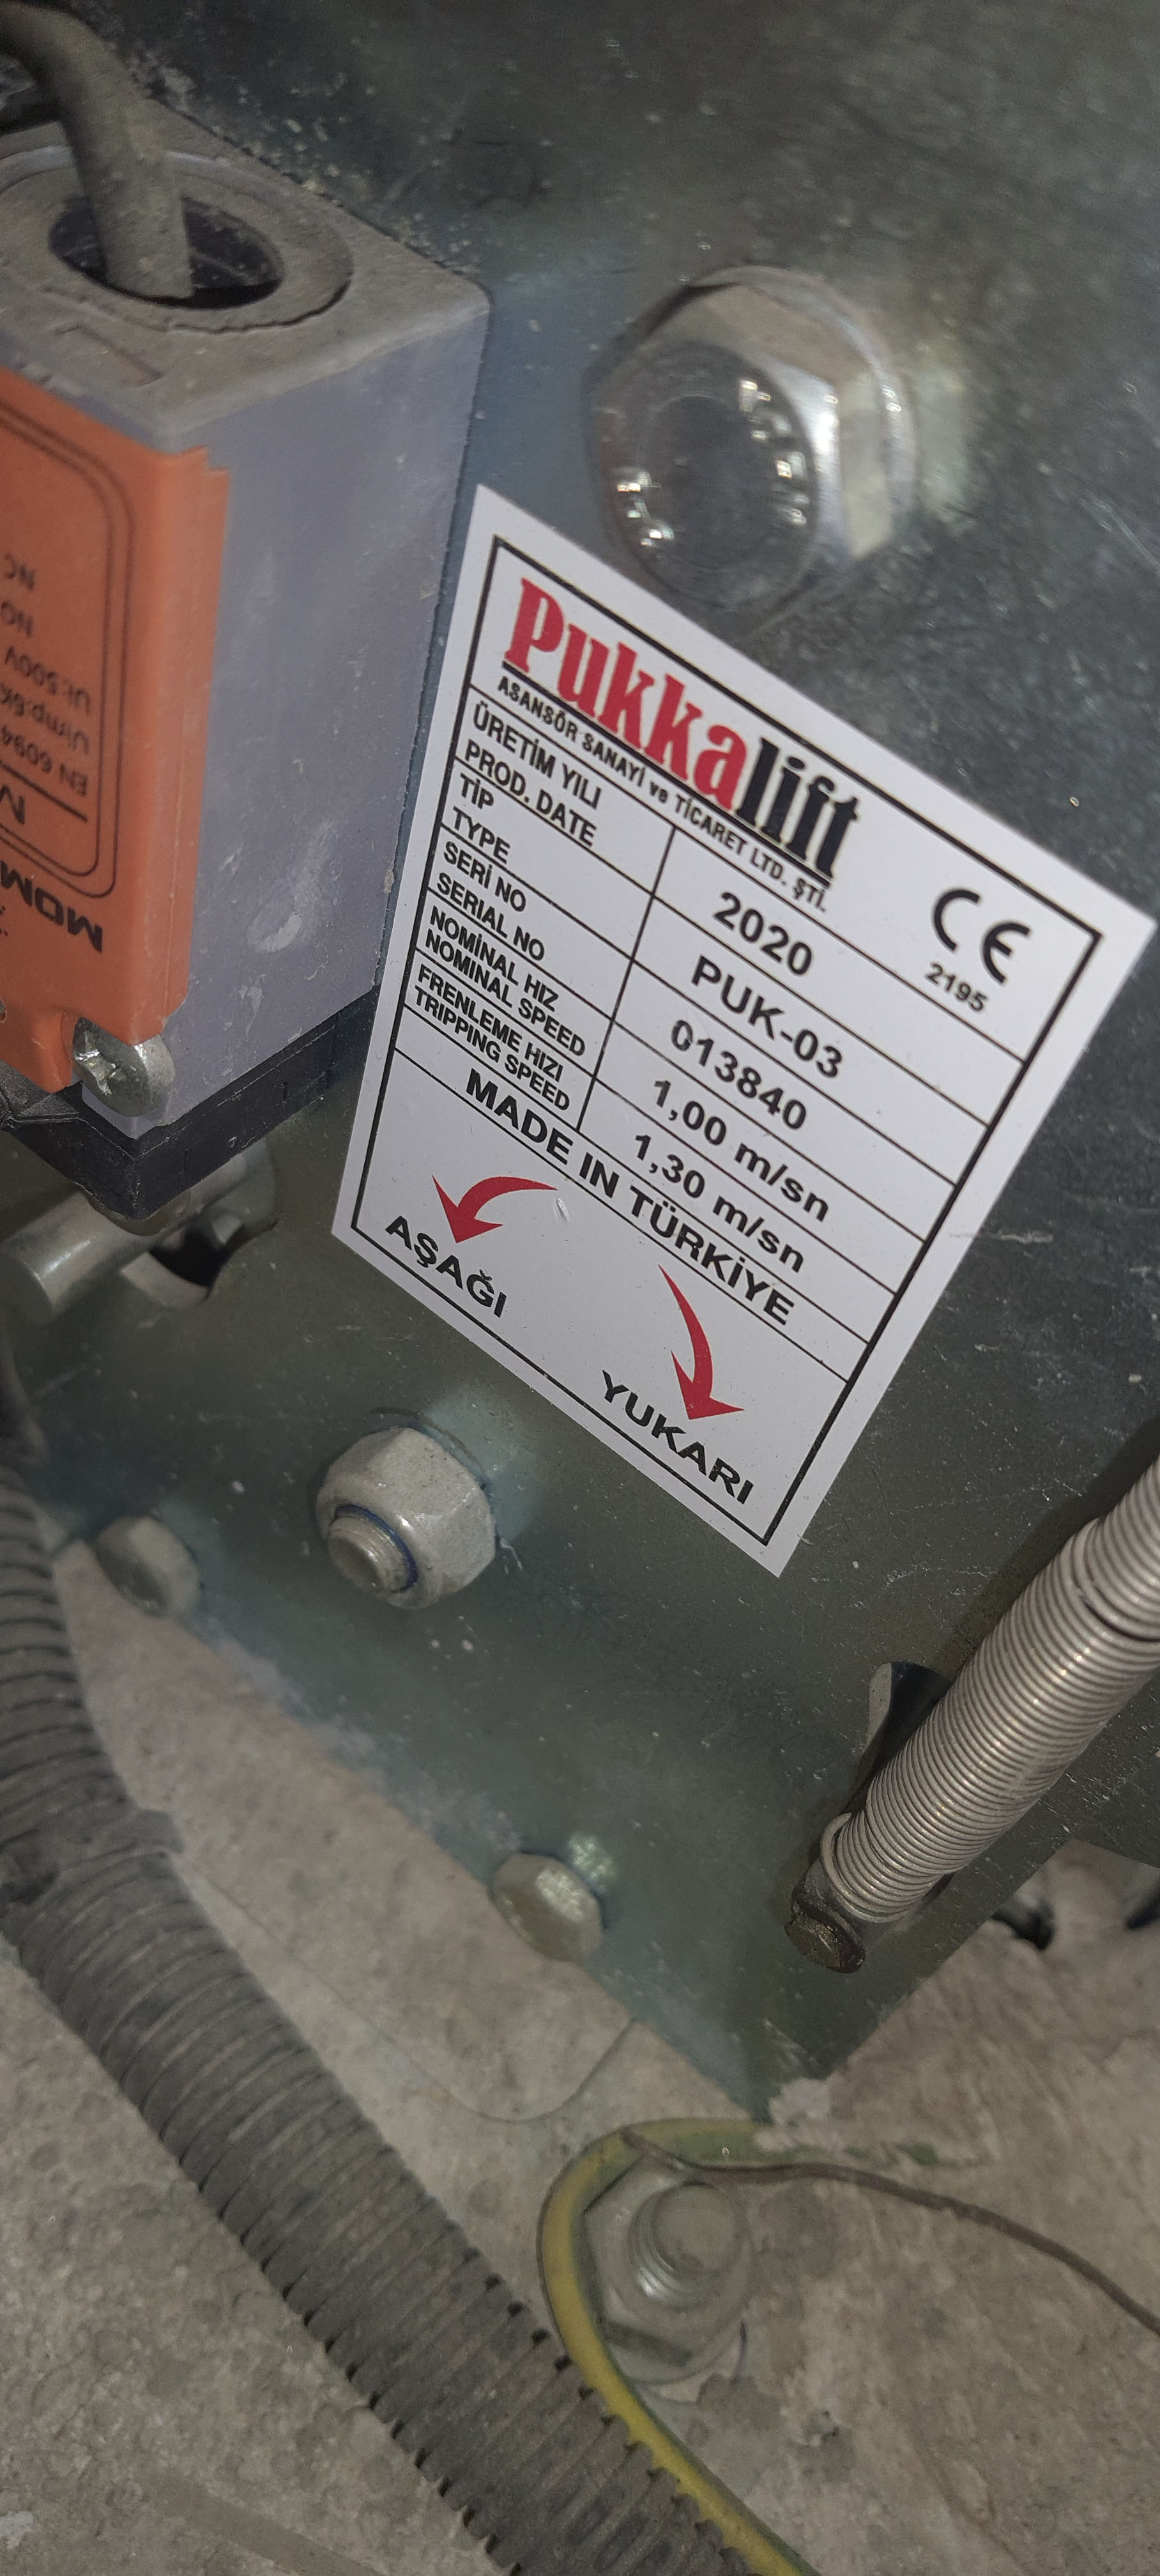 Pukkalift
ASANSÖR SANAYİ ve TİCARET LTD. ŞTİ.
CE
2195
ÜRETİM YILI
PROD. DATE
2020
TİP
TYPE
PUK-03
SERİ NO
SERIAL NO
013840
NOMİNAL HIZ
NOMINAL SPEED
1,00 m/sn
FRENLEME HIZI
TRIPPING SPEED
1,30 m/sn
MADE IN TÜRKİYE
AŞAĞI
YUKARI
NC
NO
Ui:500V
Uimp:6K
EN 6094